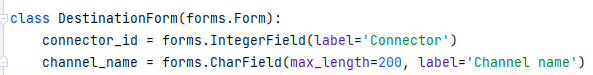 class DestinationForm(forms.Form):
    connector_id = forms.IntegerField(label='Connector')
    channel_name = forms.CharField(max_length=200, label='Channel name')